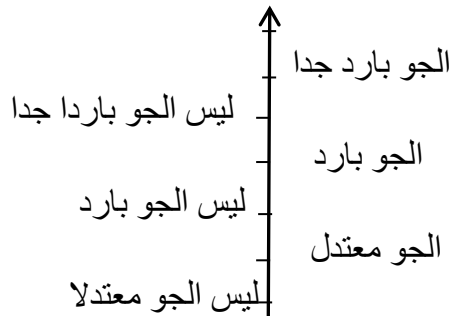 الجو بارد جدا
ليس الجو باردا جدا
الجو بارد
ليس الجو بارد
الجو معتدل
ليس الجو معتدلا